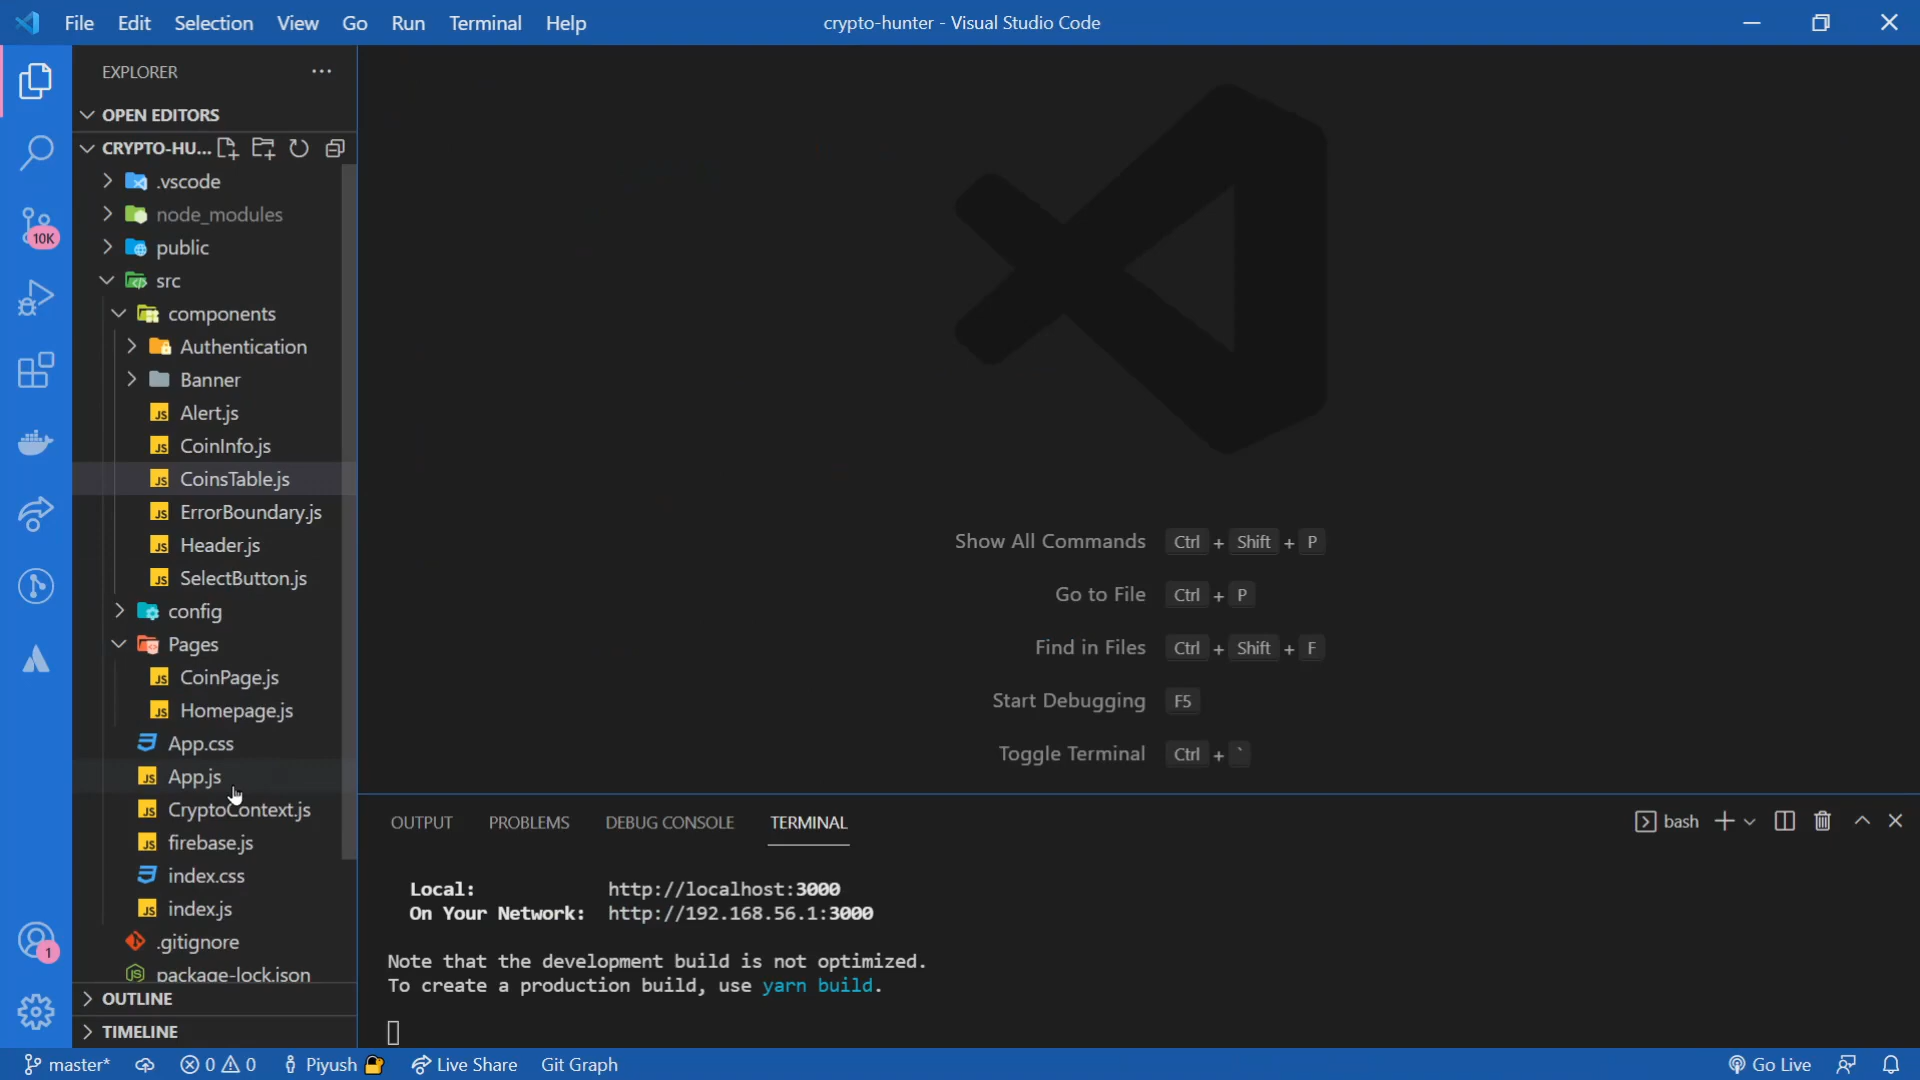 File Edit Selection View Go Run Terminal Help
crypto-hunter - Visual Studio Code
EXPLORER
OPEN EDITORS
CRYPTO-HU...
.vscode
node_modules
public
src
components
Authentication
Banner
Alert.js
CoinInfo.js
CoinsTable.js
ErrorBoundary.js
Header.js
SelectButton.js
config
Pages
CoinPage.js
Homepage.js
App.css
App.js
CryptoContext.js
firebase.js
index.css
index.js
.gitignore
package-lock.json
OUTLINE
TIMELINE
10K
1
Show All Commands Ctrl + Shift + P
Go to File Ctrl + P
Find in Files Ctrl + Shift + F
Start Debugging F5
Toggle Terminal Ctrl + `
OUTPUT PROBLEMS DEBUG CONSOLE TERMINAL
bash
Local: http://localhost:3000
On Your Network: http://192.168.56.1:3000
Note that the development build is not optimized.
To create a production build, use yarn build.
master* 0 0 Piyush Live Share Git Graph
Go Live